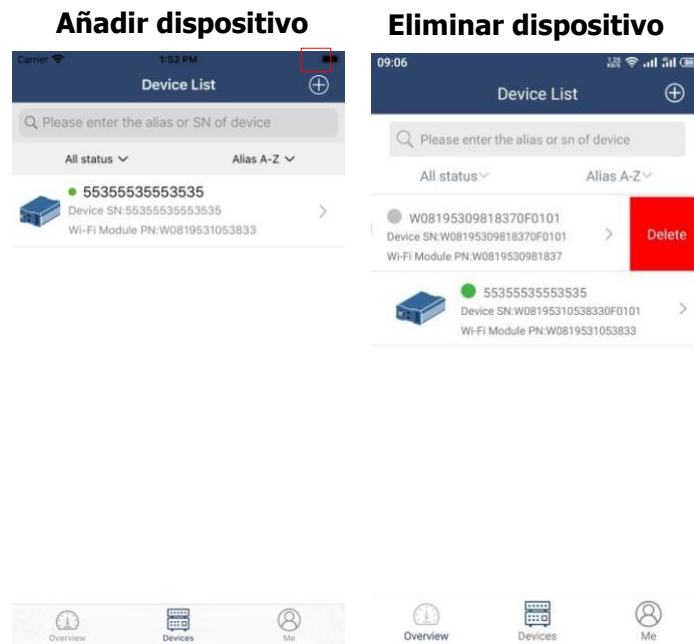 Añadir dispositivo
Carrier 1:52 PM
Device List
Please enter the alias or SN of device
All status Alias A-Z
55355535553535
Device SN:55355535553535
Wi-Fi Module PN:W0819531053833
Overview Devices Me
Eliminar dispositivo
09:06
Device List
Please enter the alias or sn of device
All status Alias A-Z
W08195309818370F0101
Device SN:W08195309818370F0101
Wi-Fi Module PN:W0819530981837
Delete
55355535553535
Device SN:W08195310538330F0101
Wi-Fi Module PN:W0819531053833
Overview Devices Me